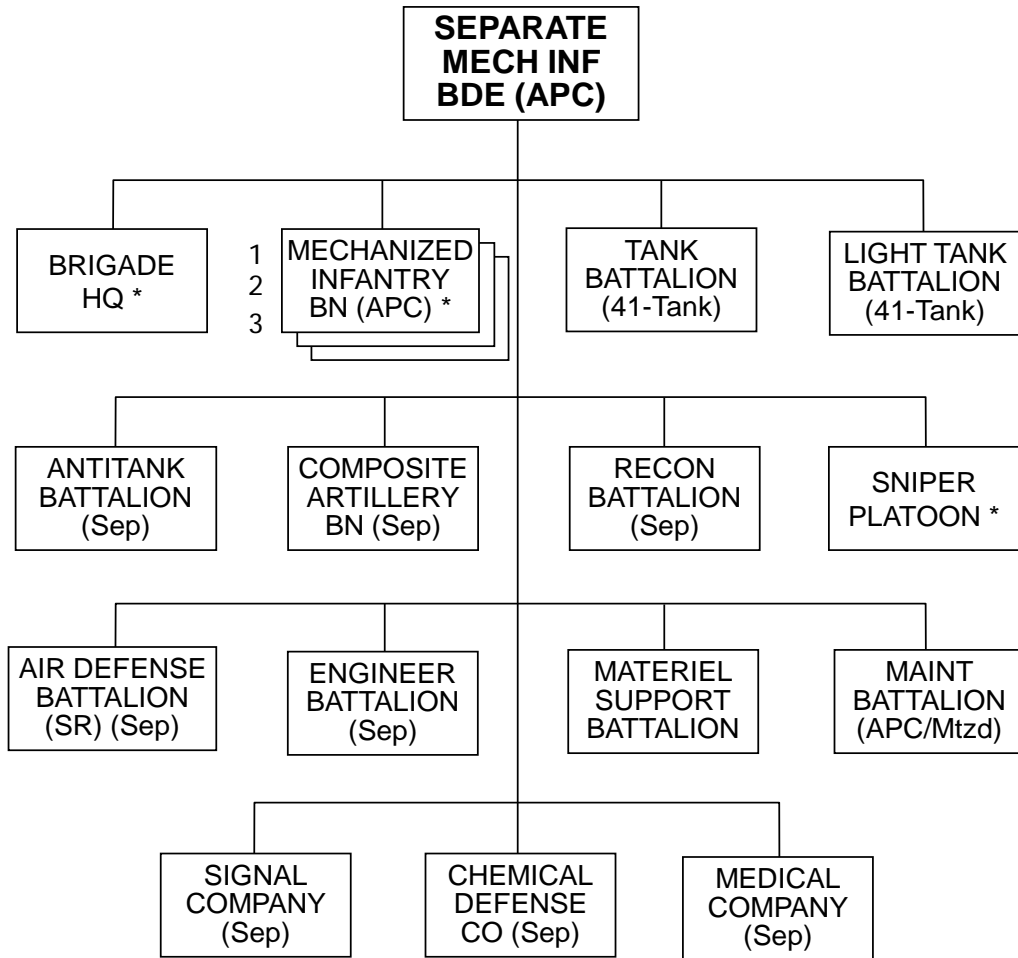 SEPARATE
MECH INF
BDE (APC)
BRIGADE
HQ *
1
2
3
MECHANIZED
INFANTRY
BN (APC) *
TANK
BATTALION
(41-Tank)
LIGHT TANK
BATTALION
(41-Tank)
ANTITANK
BATTALION
(Sep)
COMPOSITE
ARTILLERY
BN (Sep)
RECON
BATTALION
(Sep)
SNIPER
PLATOON *
AIR DEFENSE
BATTALION
(SR) (Sep)
ENGINEER
BATTALION
(Sep)
MATERIEL
SUPPORT
BATTALION
MAINT
BATTALION
(APC/Mtzd)
SIGNAL
COMPANY
(Sep)
CHEMICAL
DEFENSE
CO (Sep)
MEDICAL
COMPANY
(Sep)